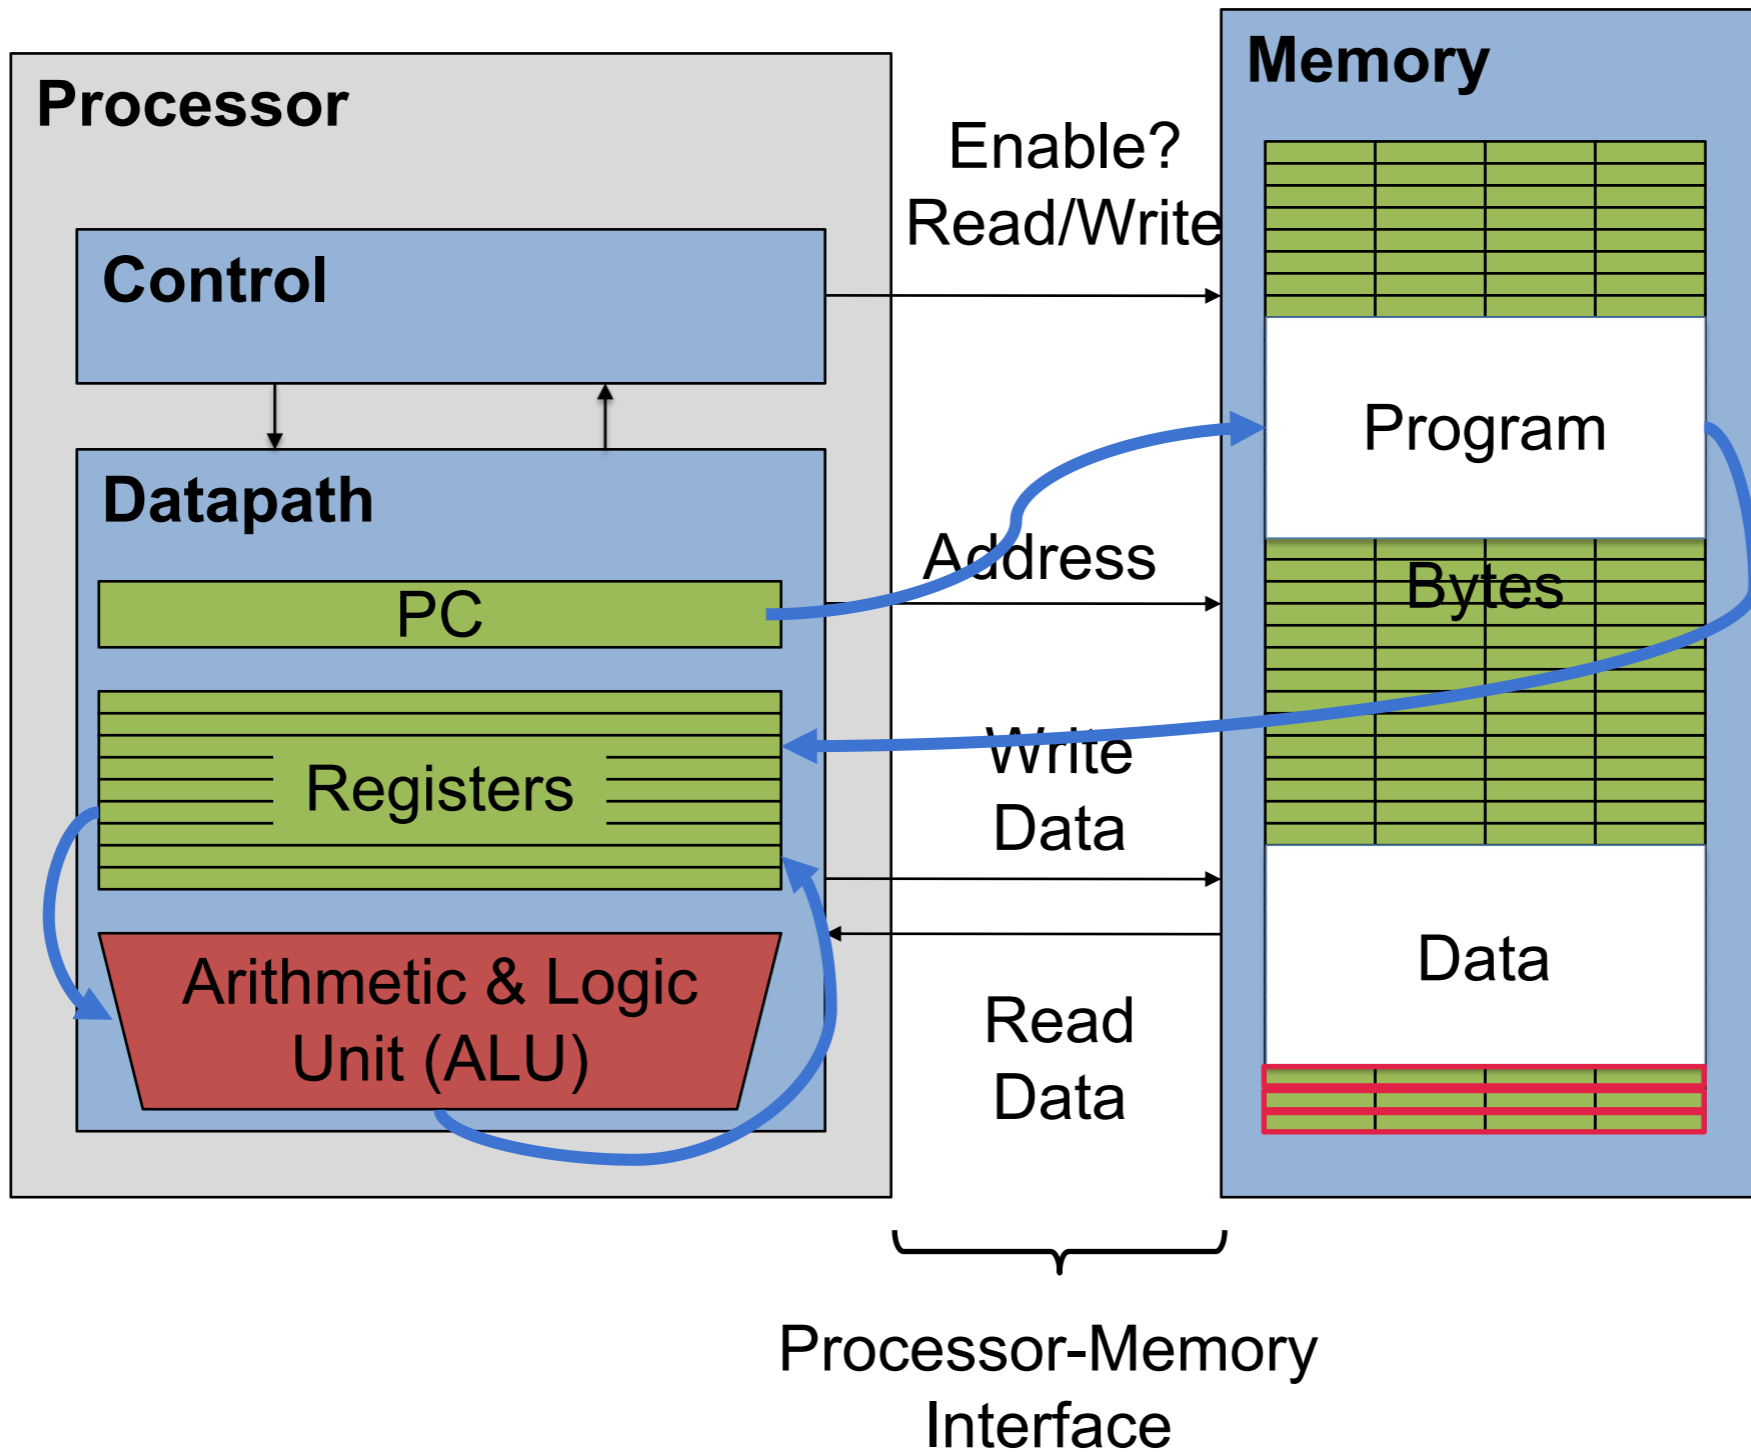 Processor
Control
Datapath
PC
Registers
Arithmetic & Logic
Unit (ALU)
Enable?
Read/Write
Address
Write
Data
Read
Data
Memory
Program
Bytes
Data
Processor-Memory
Interface